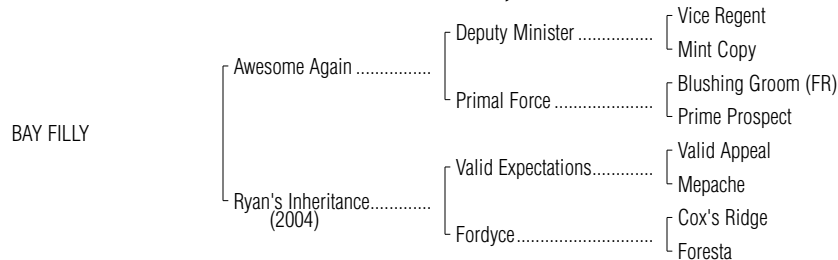 Vice Regent
Deputy Minister ................
Mint Copy
Awesome Again ................
Blushing Groom (FR)
Primal Force ....................
Prime Prospect
BAY FILLY
Valid Appeal
Valid Expectations.............
Mepache
Ryan's Inheritance.............
(2004)
Cox's Ridge
Fordyce.............................
Foresta